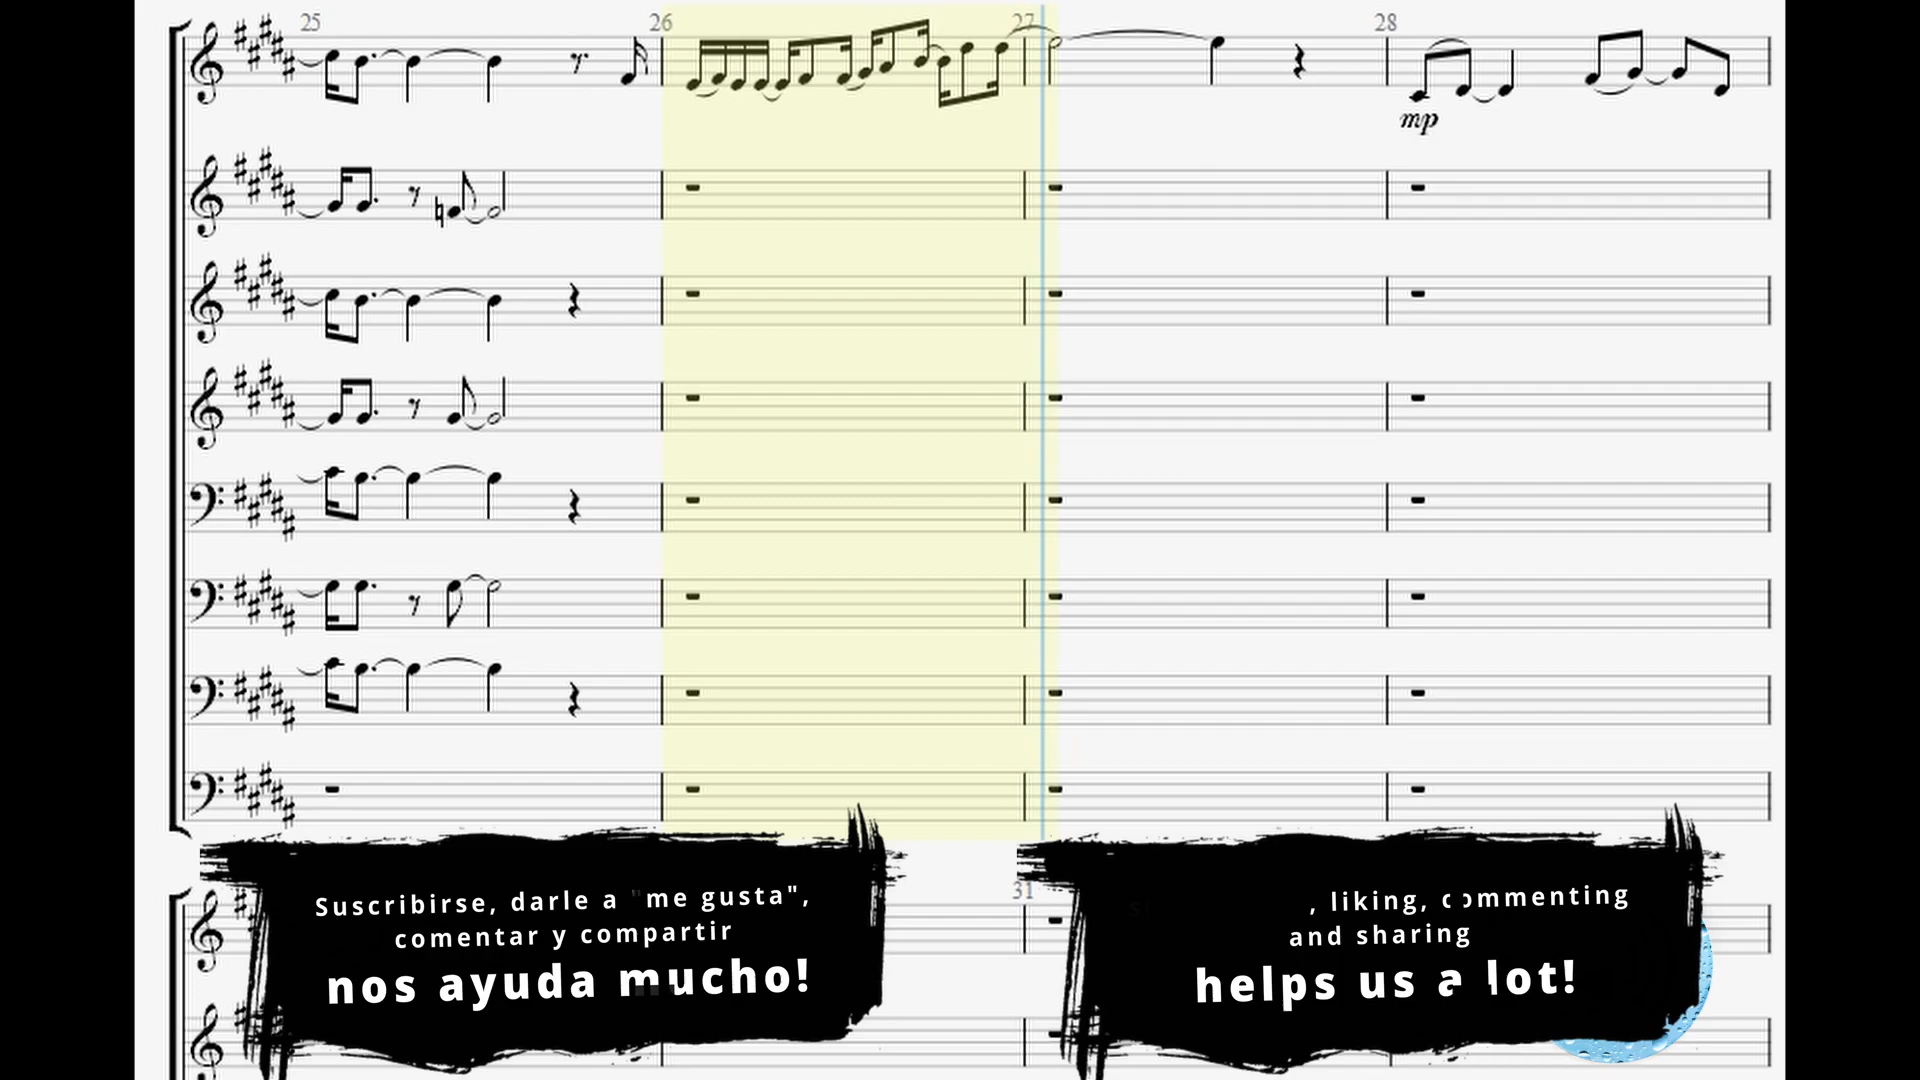 25 26 27 28
mp
31
Suscribirse, darle a "me gusta",
comentar y compartir
nos ayuda mucho!
, liking, commenting
and sharing
helps us a lot!